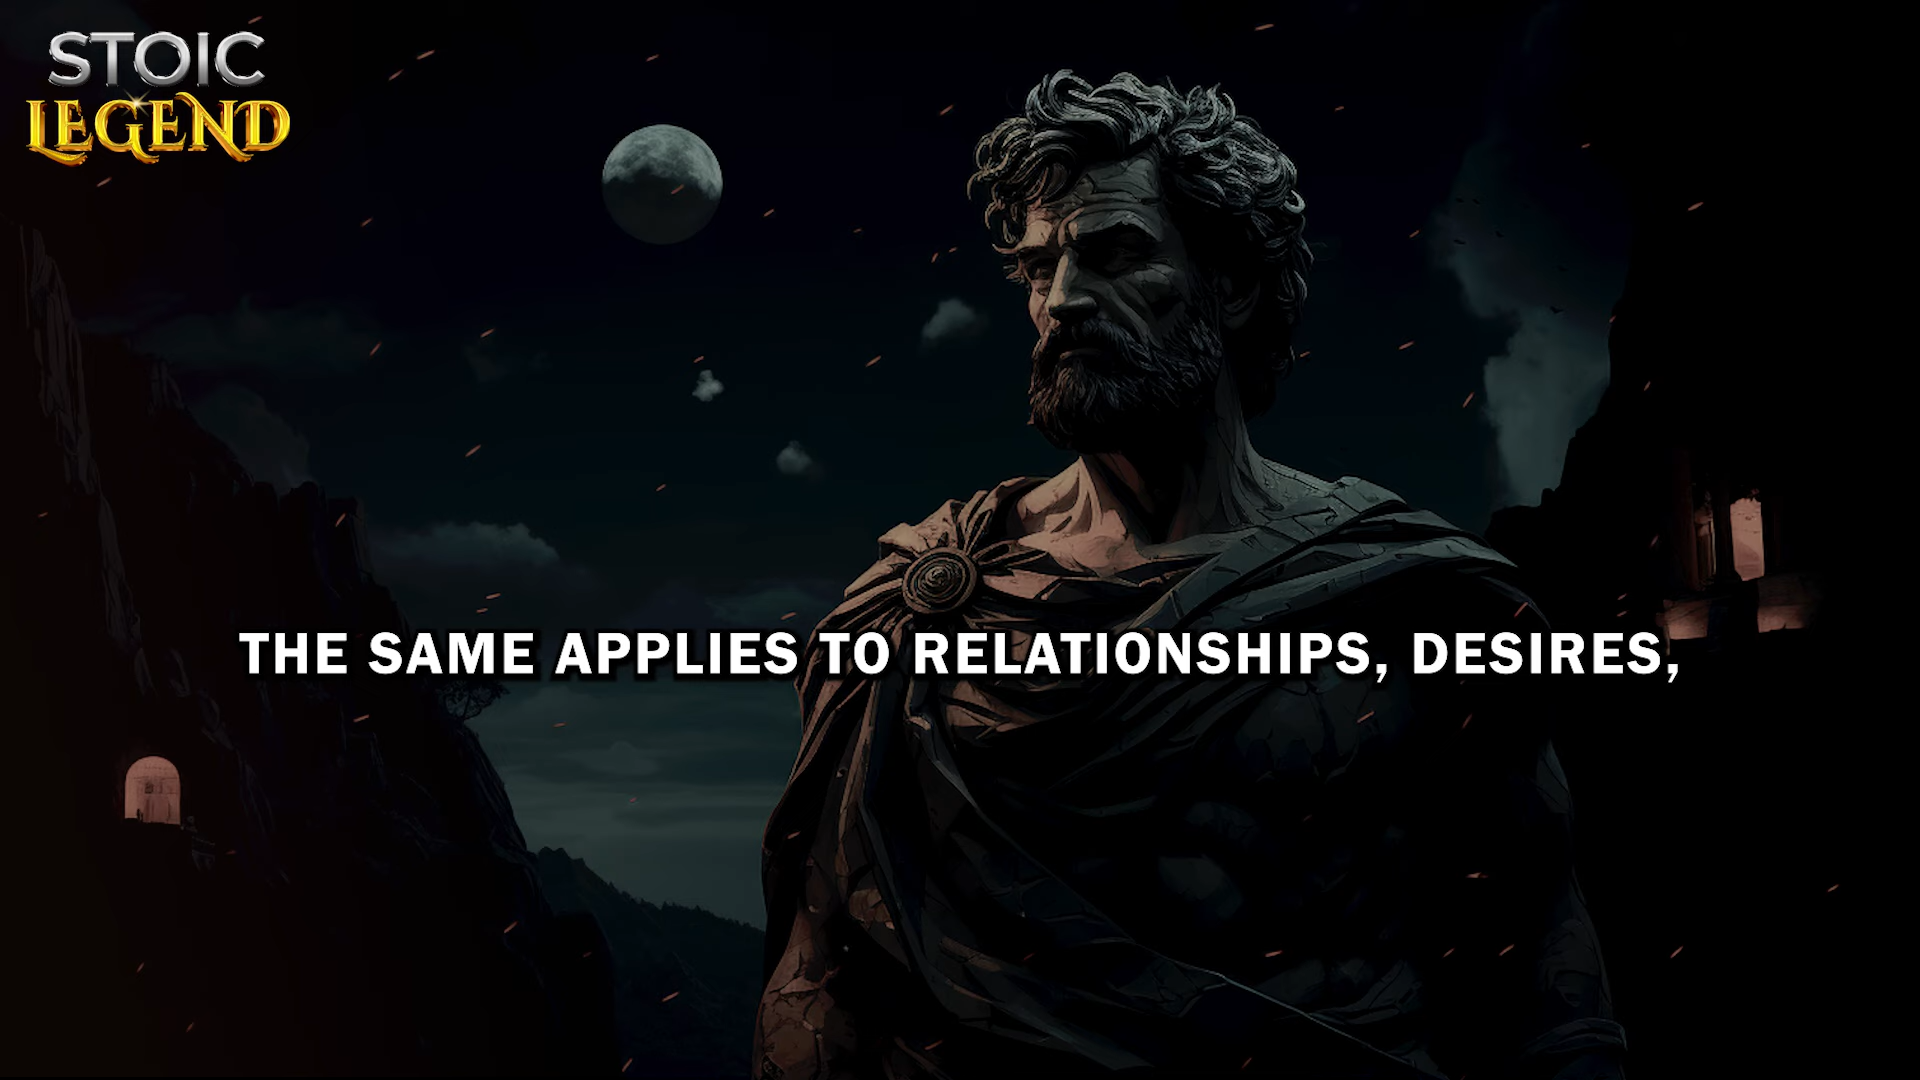 STOIC
LEGEND
THE SAME APPLIES TO RELATIONSHIPS, DESIRES,